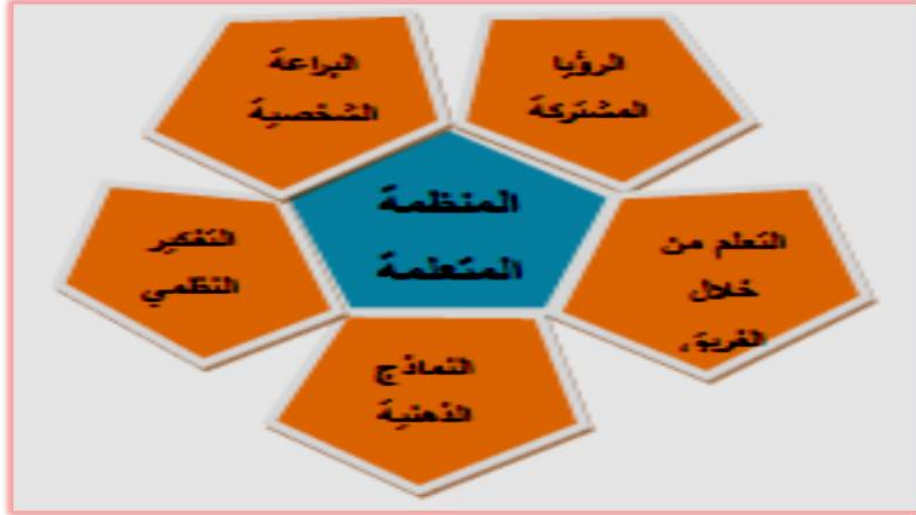 الرؤيا
المشتركة
البراعة
الشخصية
المنظمة
المتعلمة
التعلم من
خلال
الفريق
التفكير
النظمي
النماذج
الذهنية